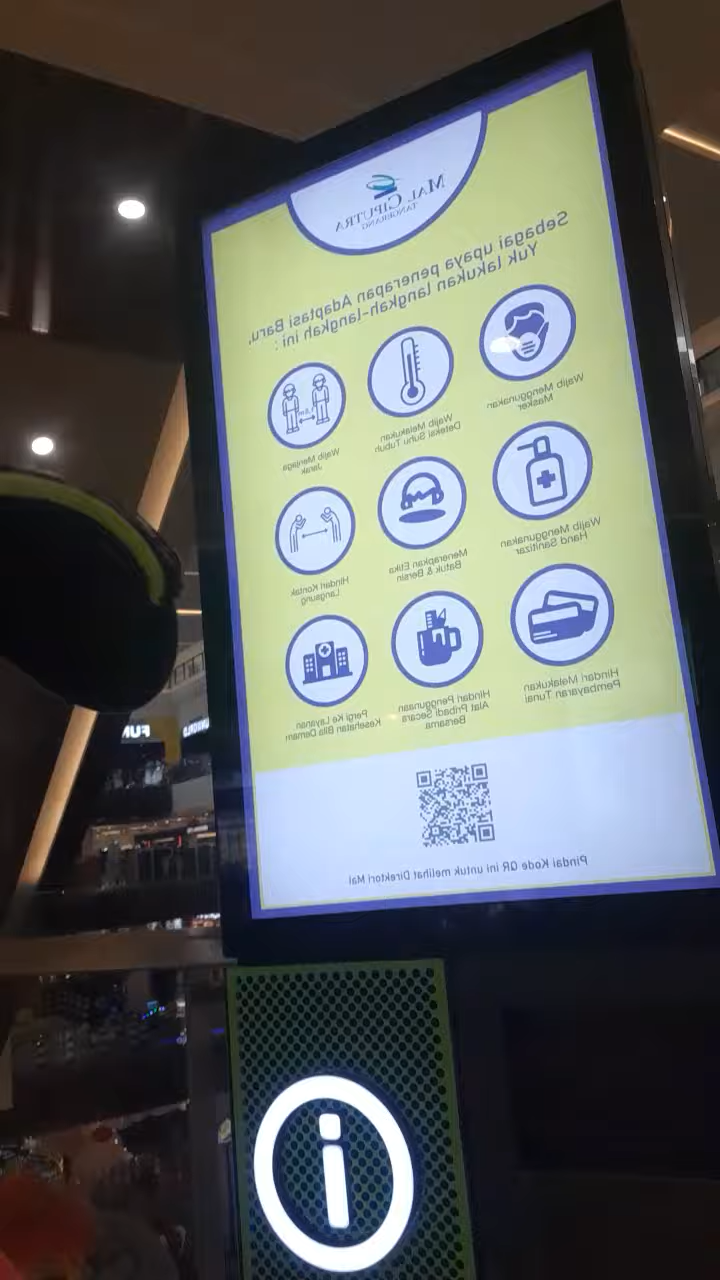 MAL CIPUTRA
TANGERANG
Sebagai upaya penerapan Adaptasi Baru,
Yuk lakukan langkah-langkah ini :
Wajib Menggunakan
Masker
Wajib Melakukan
Deteksi Suhu Tubuh
Wajib Menjaga
Jarak
Wajib Menggunakan
Hand Sanitizer
Menerapkan Etika
Batuk & Bersin
Hindari Kontak
Langsung
Hindari Melakukan
Pembayaran Tunai
Hindari Penggunaan
Alat Pribadi Secara
Bersama
Pergi Ke Layanan
Kesehatan Bila Demam
Pindai Kode QR ini untuk melihat Direktori Mal
i
FUN